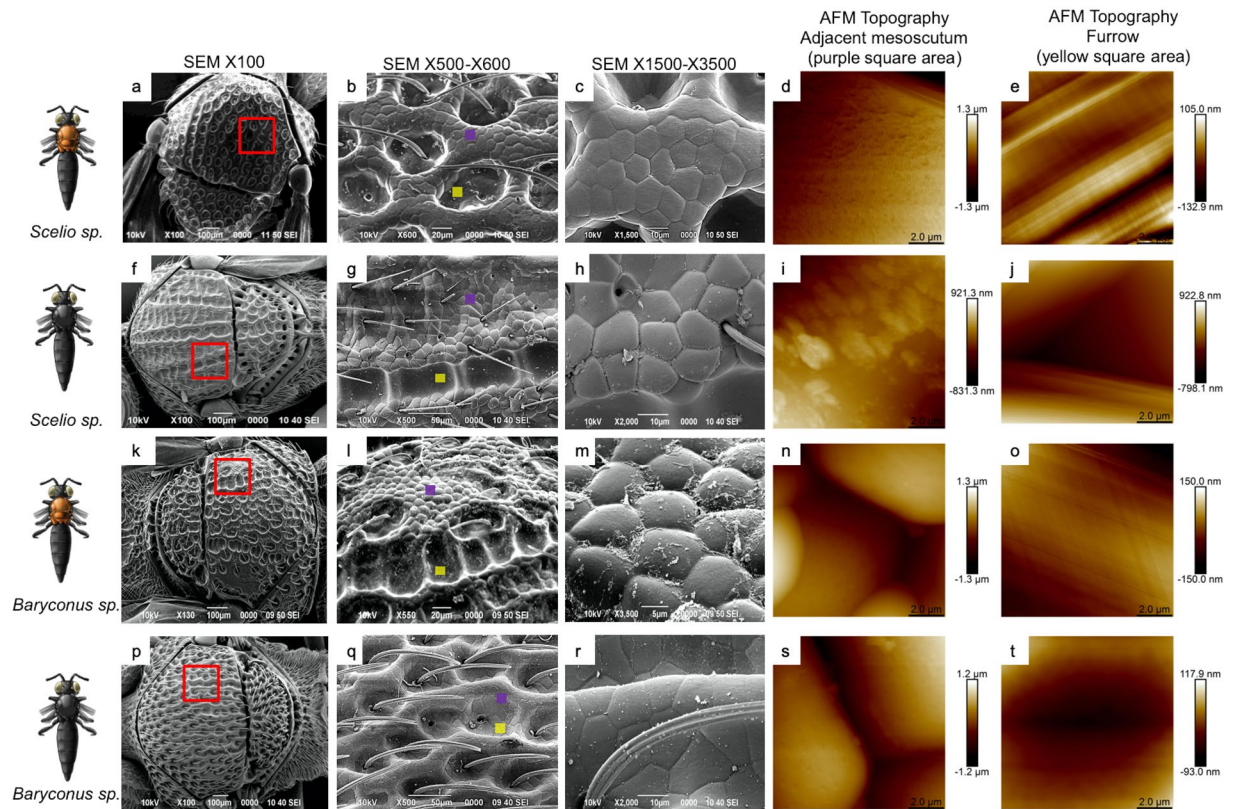 AFM Topography
Adjacent mesoscutum
(purple square area)
AFM Topography
Furrow
(yellow square area)
SEM X100
SEM X500-X600
SEM X1500-X3500
a
b
c
d
e
10kV X100 100µm 0000 11 50 SEI
10kV X600 20µm 0000 10 50 SEI
10kV X1,500 10µm 0000 10 50 SEI
2.0 µm
1.3 µm
-1.3 µm
105.0 nm
-132.9 nm
Scelio sp.
f
g
h
i
j
10kV X100 100µm 0000 10 40 SEI
10kV X500 50µm 0000 10 40 SEI
10kV X2,000 10µm 0000 10 40 SEI
2.0 µm
921.3 nm
-831.3 nm
2.0 µm
922.8 nm
-798.1 nm
Scelio sp.
k
l
m
n
o
10kV X130 100µm 0000 09 50 SEI
10kV X550 20µm 0000 09 50 SEI
10kV X3,500 5µm 0000 09 50 SEI
2.0 µm
1.3 µm
-1.3 µm
2.0 µm
150.0 nm
-150.0 nm
Baryconus sp.
p
q
r
s
t
10kV X100 100µm 0000 10 40 SEI
10kV X500 50µm 0000 09 40 SEI
10kV X2,000 10µm 0000 10 40 SEI
2.0 µm
1.2 µm
-1.2 µm
2.0 µm
117.9 nm
-93.0 nm
Baryconus sp.